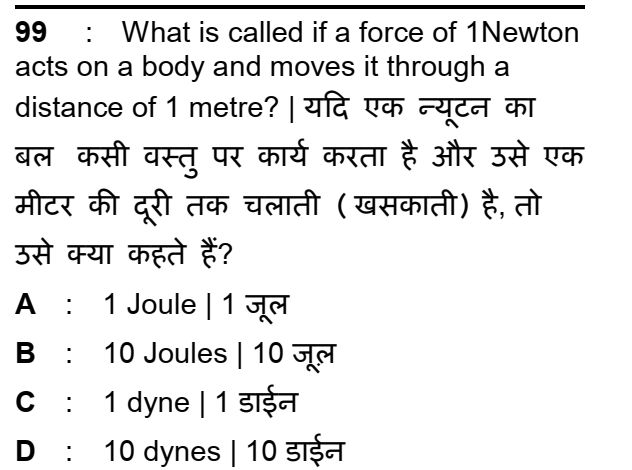 99 : What is called if a force of 1Newton
acts on a body and moves it through a
distance of 1 metre? | यदि एक न्यूटन का
बल कसी वस्तु पर कार्य करता है और उसे एक
मीटर की दूरी तक चलाती ( खसकाती) है, तो
उसे क्या कहते हैं?
A : 1 Joule | 1 जूल
B : 10 Joules | 10 जूल़
C : 1 dyne | 1 डाईन
D : 10 dynes | 10 डाईन